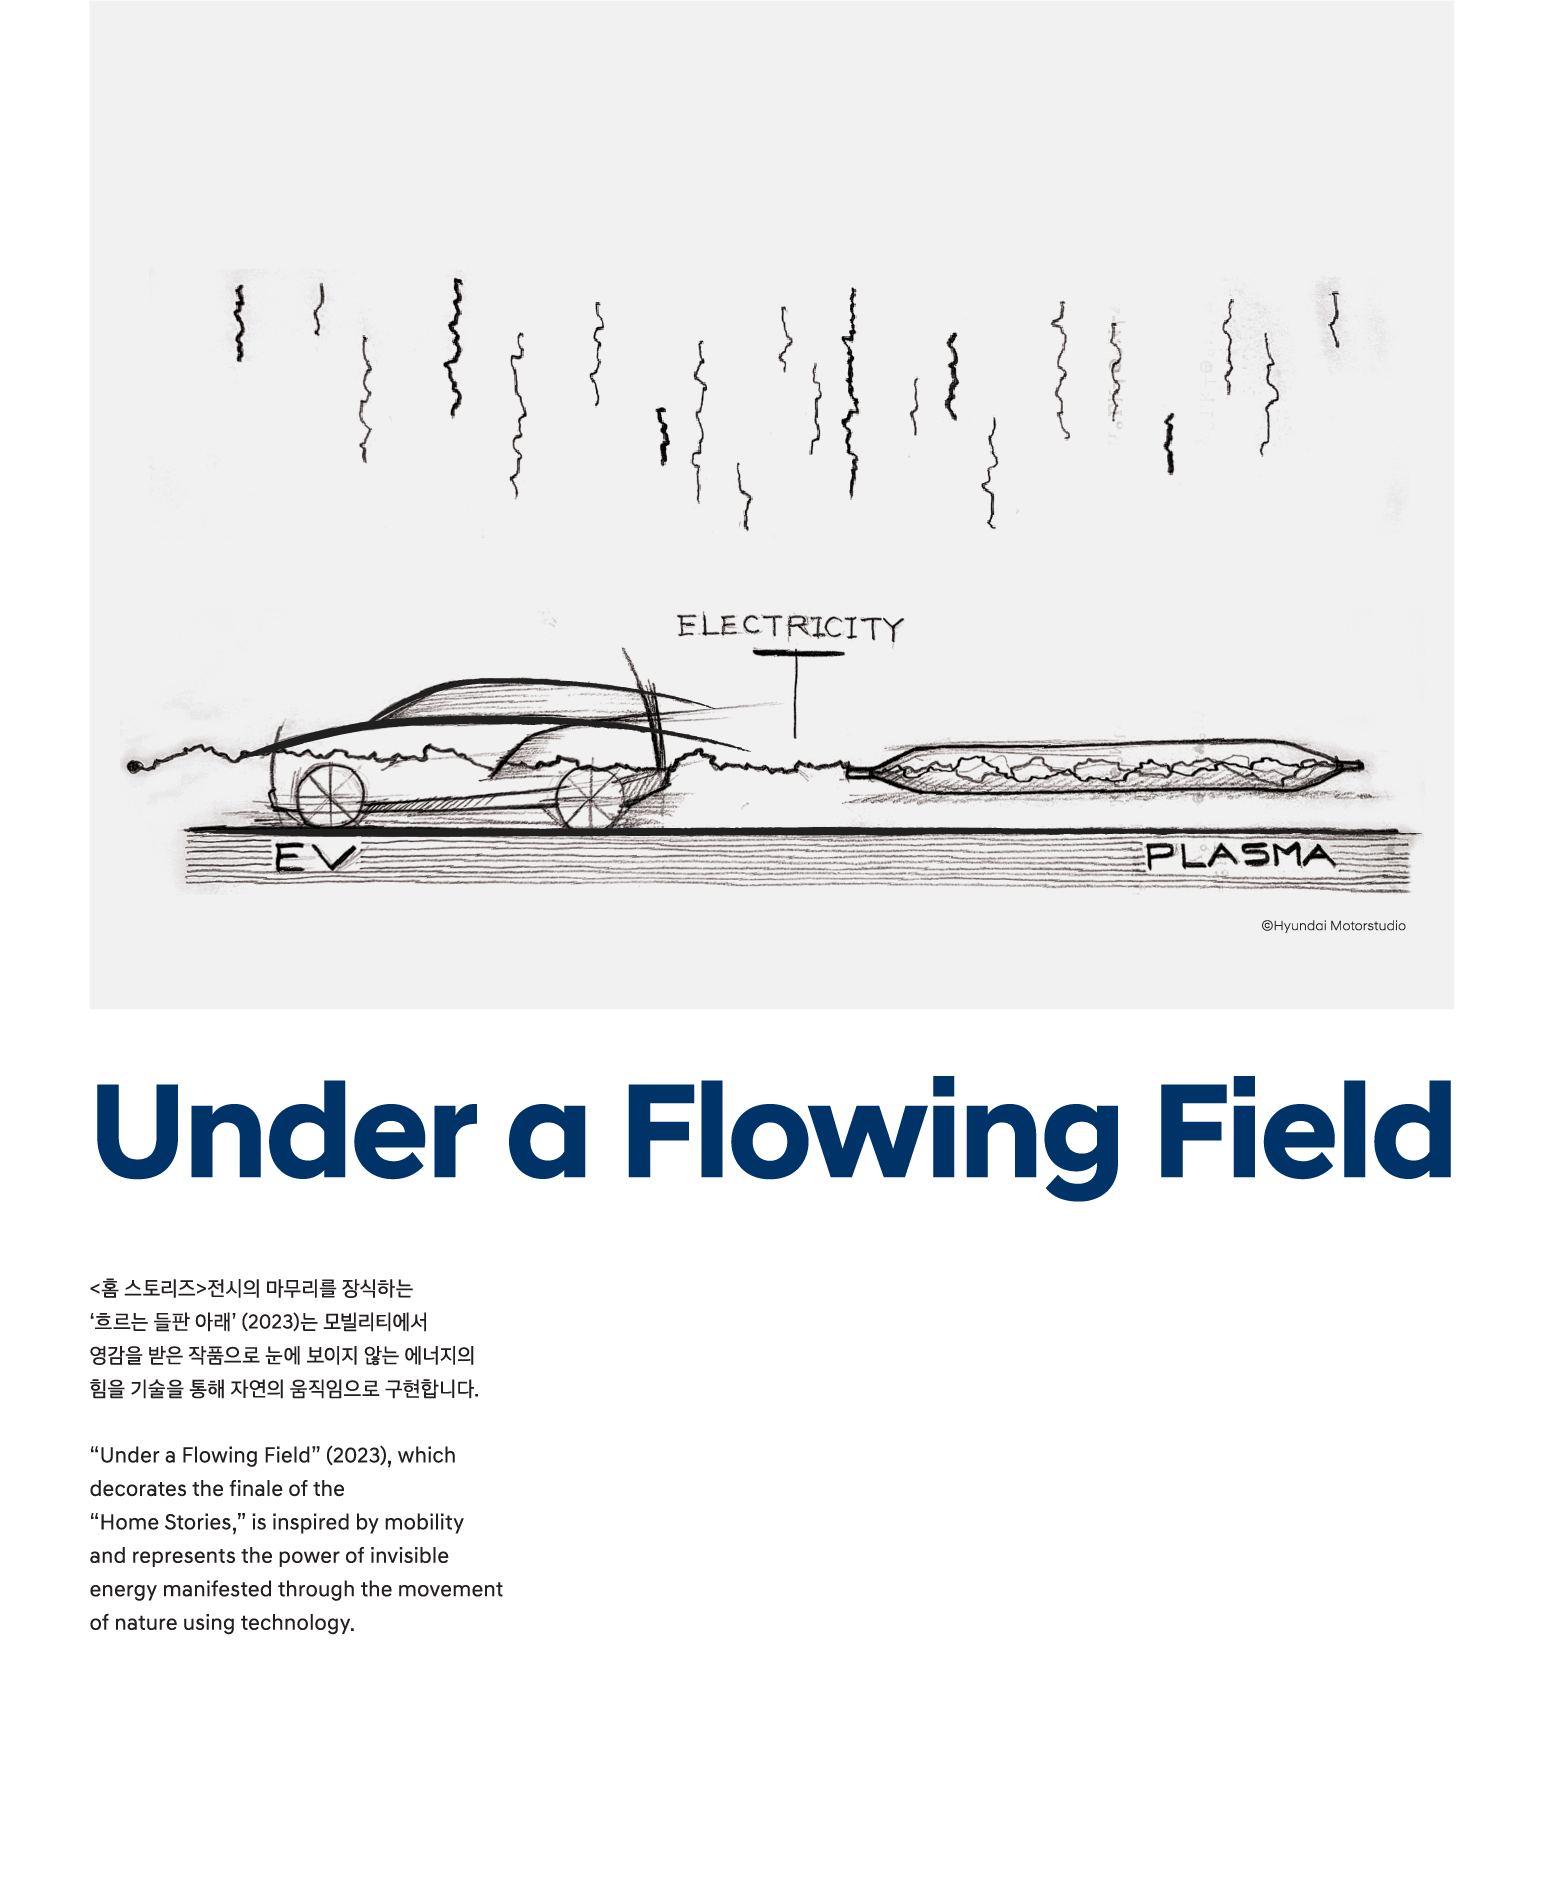 ELECTRICITY
EV
PLASMA
©Hyundai Motorstudio
Under a Flowing Field
<홈 스토리즈>전시의 마무리를 장식하는
‘흐르는 들판 아래’ (2023)는 모빌리티에서
영감을 받은 작품으로 눈에 보이지 않는 에너지의
힘을 기술을 통해 자연의 움직임으로 구현합니다.
“Under a Flowing Field” (2023), which
decorates the finale of the
“Home Stories,” is inspired by mobility
and represents the power of invisible
energy manifested through the movement
of nature using technology.